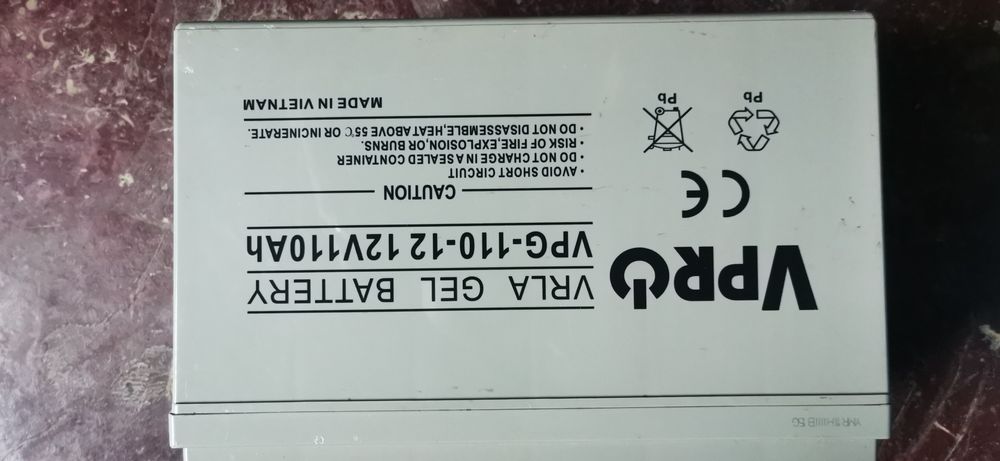 VPRO
VRLA GEL BATTERY
VPG-110-12 12V110Ah
CE
CAUTION
• AVOID SHORT CIRCUIT
• DO NOT CHARGE IN A SEALED CONTAINER
• RISK OF FIRE,EXPLOSION,OR BURNS.
• DO NOT DISASSEMBLE,HEAT ABOVE 55℃ OR INCINERATE.
MADE IN VIETNAM
Pb
Pb